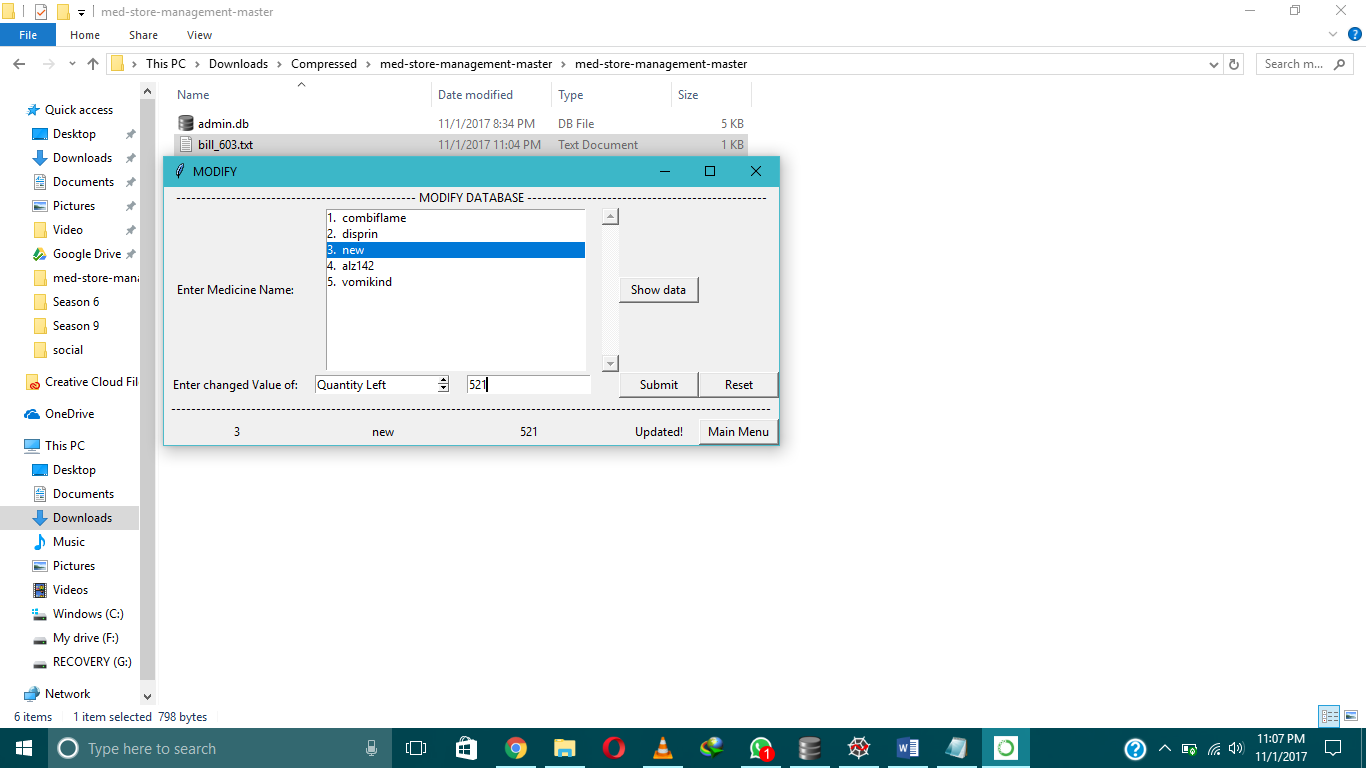 med-store-management-master
File Home Share View
This PC Downloads Compressed med-store-management-master med-store-management-master Search m...
Name Date modified Type Size
admin.db 11/1/2017 8:34 PM DB File 5 KB
bill_603.txt 11/1/2017 11:04 PM Text Document 1 KB
Quick access
Desktop
Downloads
Documents
Pictures
Video
Google Drive
med-store-mana
Season 6
Season 9
social
Creative Cloud Fil
OneDrive
This PC
Desktop
Documents
Downloads
Music
Pictures
Videos
Windows (C:)
My drive (F:)
RECOVERY (G:)
Network
MODIFY
MODIFY DATABASE
1. combiflame
2. disprin
3. new
4. alz142
5. vomikind
Enter Medicine Name:
Show data
Enter changed Value of: Quantity Left 521 Submit Reset
3 new 521 Updated! Main Menu
6 items 1 item selected 798 bytes
Type here to search
1
11:07 PM
11/1/2017